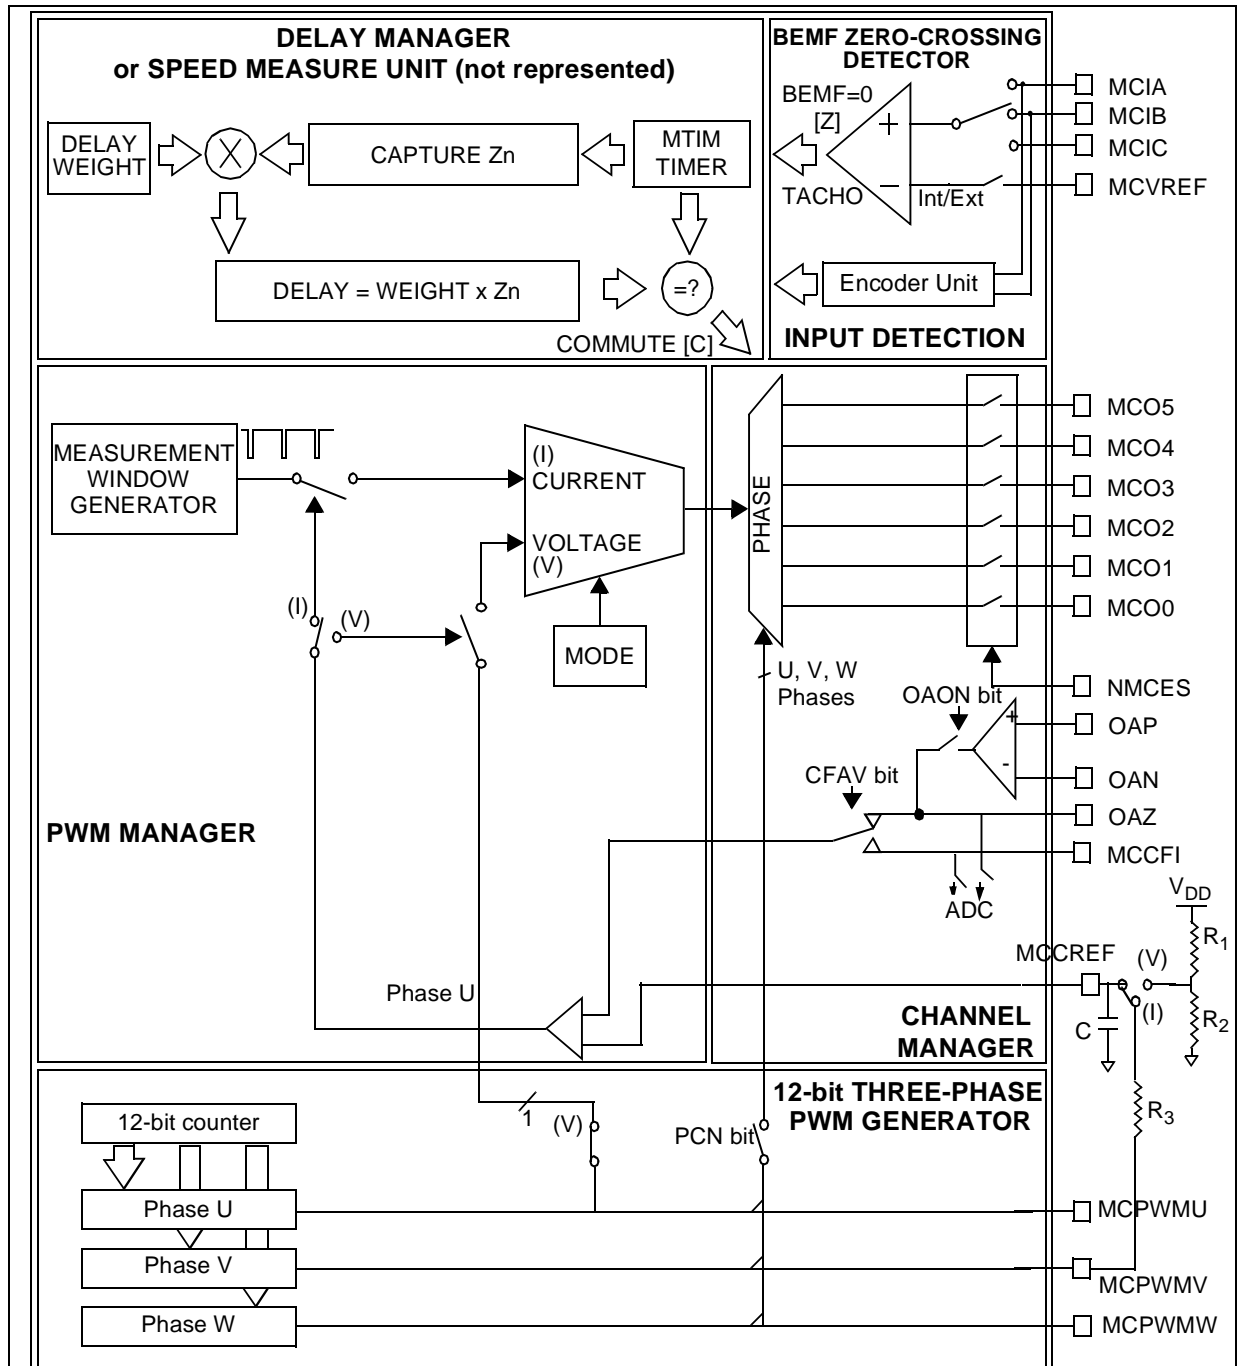 DELAY MANAGER
or SPEED MEASURE UNIT (not represented)
DELAY
WEIGHT
X
CAPTURE Zn
MTIM
TIMER
DELAY = WEIGHT x Zn
=?
COMMUTE [C]
BEMF ZERO-CROSSING
DETECTOR
BEMF=0
[Z]
+
–
TACHO
Int/Ext
Encoder Unit
INPUT DETECTION
MCIA
MCIB
MCIC
MCVREF
MEASUREMENT
WINDOW
GENERATOR
(I)
CURRENT
VOLTAGE
(V)
(I)
(V)
MODE
PWM MANAGER
Phase U
PHASE
U, V, W
Phases
OAON bit
+
-
CFAV bit
ADC
CHANNEL
MANAGER
MCO5
MCO4
MCO3
MCO2
MCO1
MCO0
NMCES
OAP
OAN
OAZ
MCCFI
VDD
R1
MCCREF
(V)
(I)
C
R2
R3
12-bit THREE-PHASE
PWM GENERATOR
12-bit counter
1
(V)
PCN bit
Phase U
Phase V
Phase W
MCPWMU
MCPWMV
MCPWMW